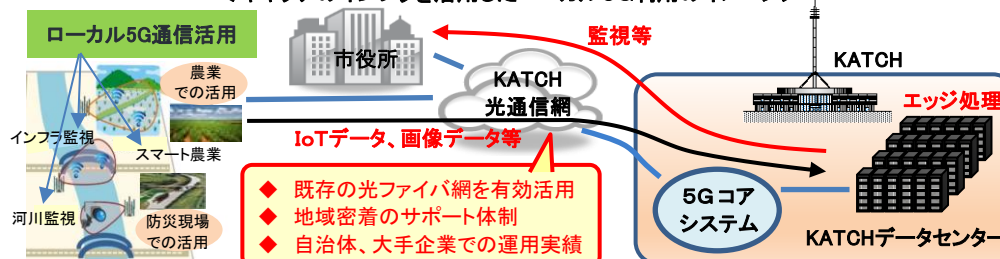 ローカル5G通信活用
農業
での活用
インフラ監視
スマート農業
河川監視
防災現場
での活用
市役所
KATCH
光通信網
監視等
IoTデータ、画像データ等
◆ 既存の光ファイバ網を有効活用
◆ 地域密着のサポート体制
◆ 自治体、大手企業での運用実績
KATCH
エッジ処理
5Gコア
システム
KATCHデータセンター